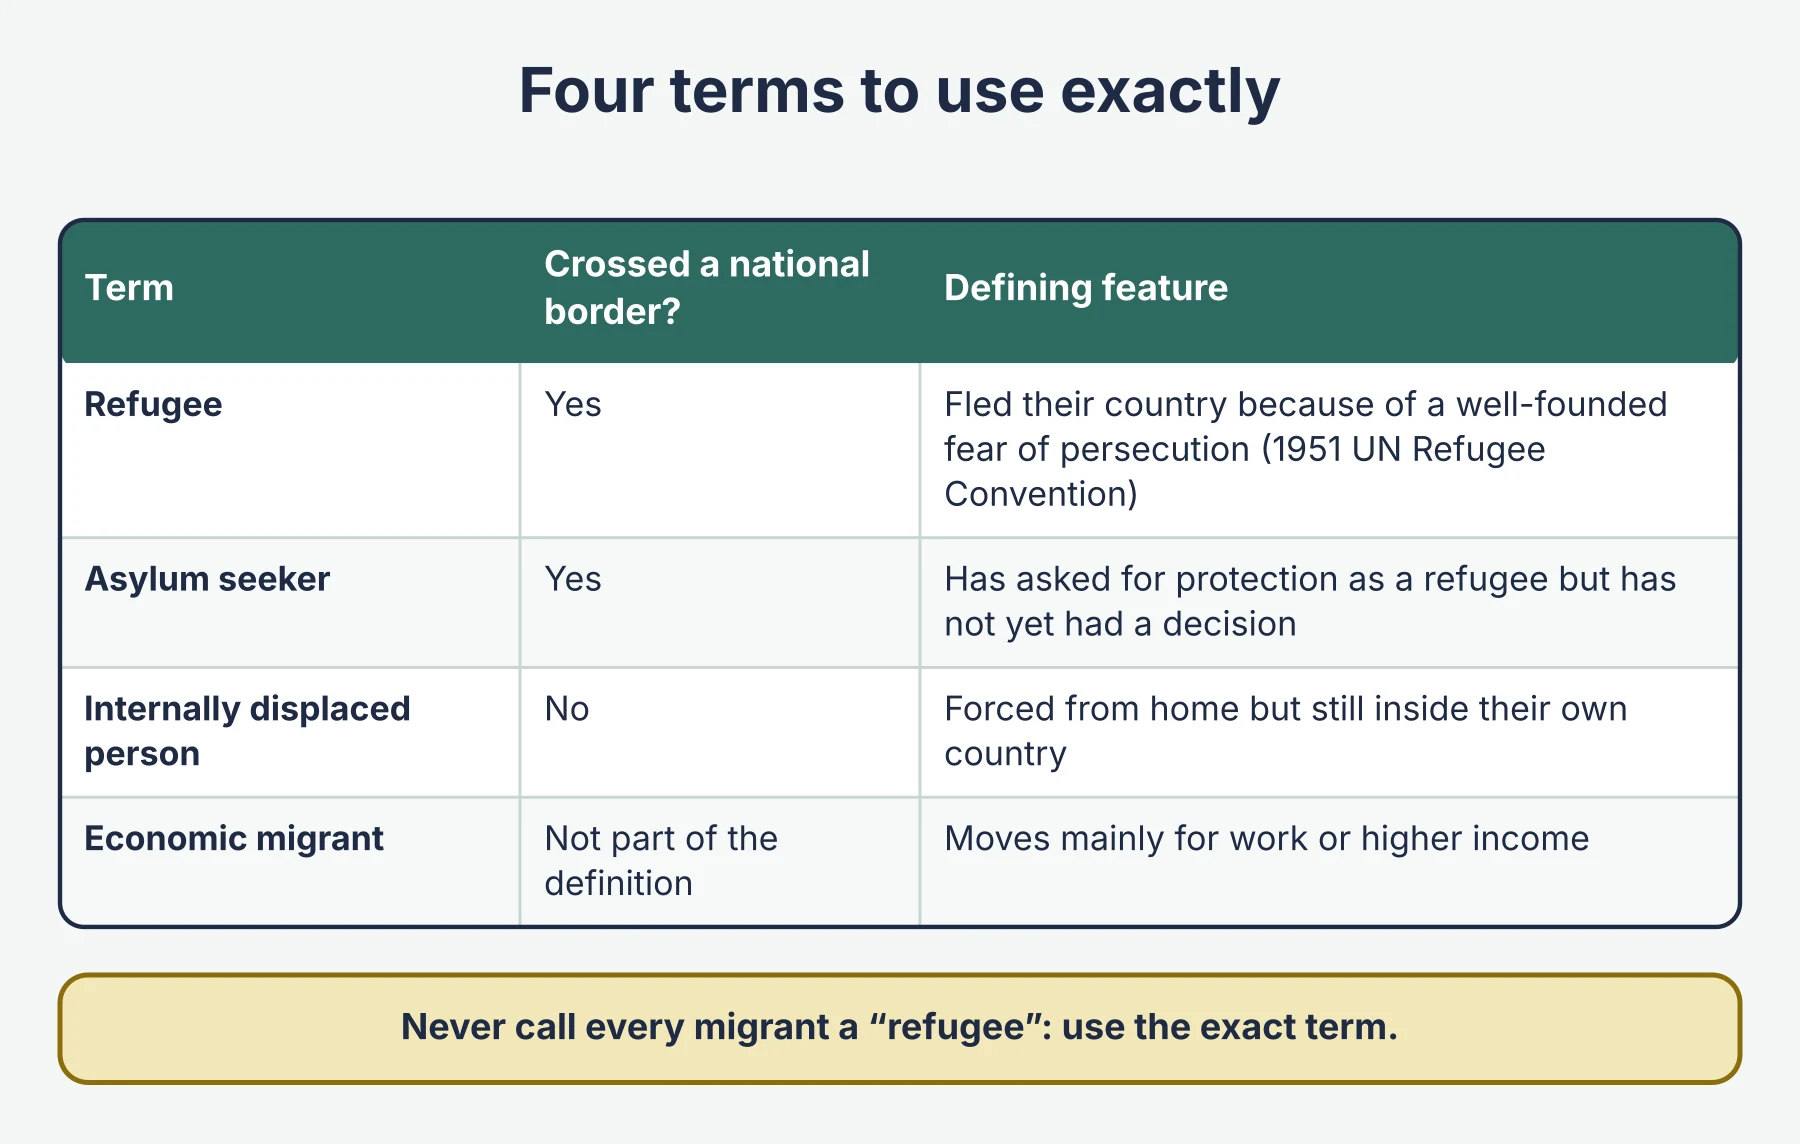 Four terms to use exactly
Term
Crossed a national
border?
Defining feature
Refugee
Yes
Fled their country because of a well-founded
fear of persecution (1951 UN Refugee
Convention)
Asylum seeker
Yes
Has asked for protection as a refugee but has
not yet had a decision
Internally displaced
person
No
Forced from home but still inside their own
country
Economic migrant
Not part of the
definition
Moves mainly for work or higher income
Never call every migrant a “refugee”: use the exact term.